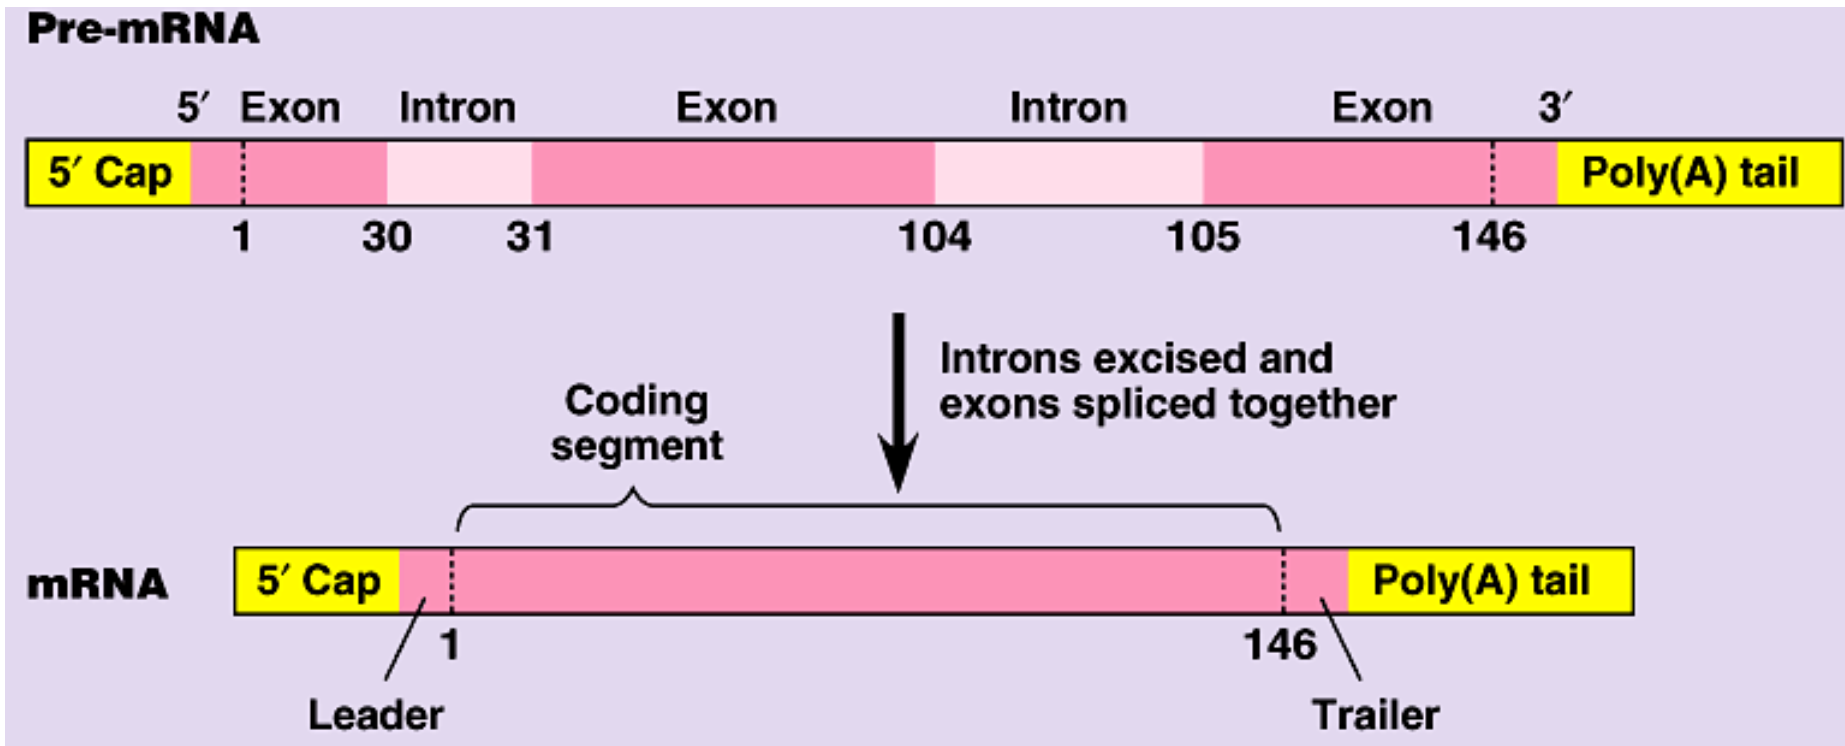 Pre-mRNA
5′ Exon Intron Exon Intron Exon 3′
5′ Cap Poly(A) tail
1 30 31 104 105 146
Introns excised and
exons spliced together
Coding
segment
mRNA 5′ Cap Poly(A) tail
1 146
Leader Trailer